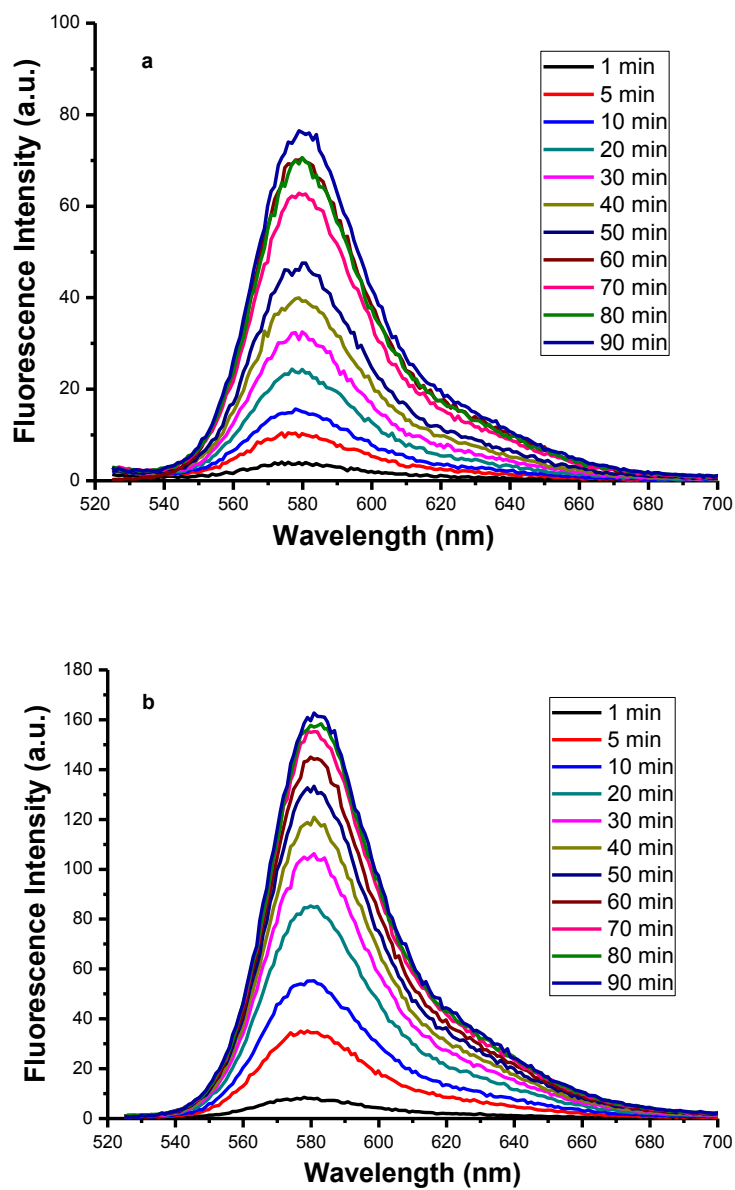 a
100
80
60
40
20
0
Fluorescence Intensity (a.u.)
1 min
5 min
10 min
20 min
30 min
40 min
50 min
60 min
70 min
80 min
90 min
520 540 560 580 600 620 640 660 680 700
Wavelength (nm)
b
180
160
140
120
100
80
60
40
20
0
Fluorescence Intensity (a.u.)
1 min
5 min
10 min
20 min
30 min
40 min
50 min
60 min
70 min
80 min
90 min
520 540 560 580 600 620 640 660 680 700
Wavelength (nm)